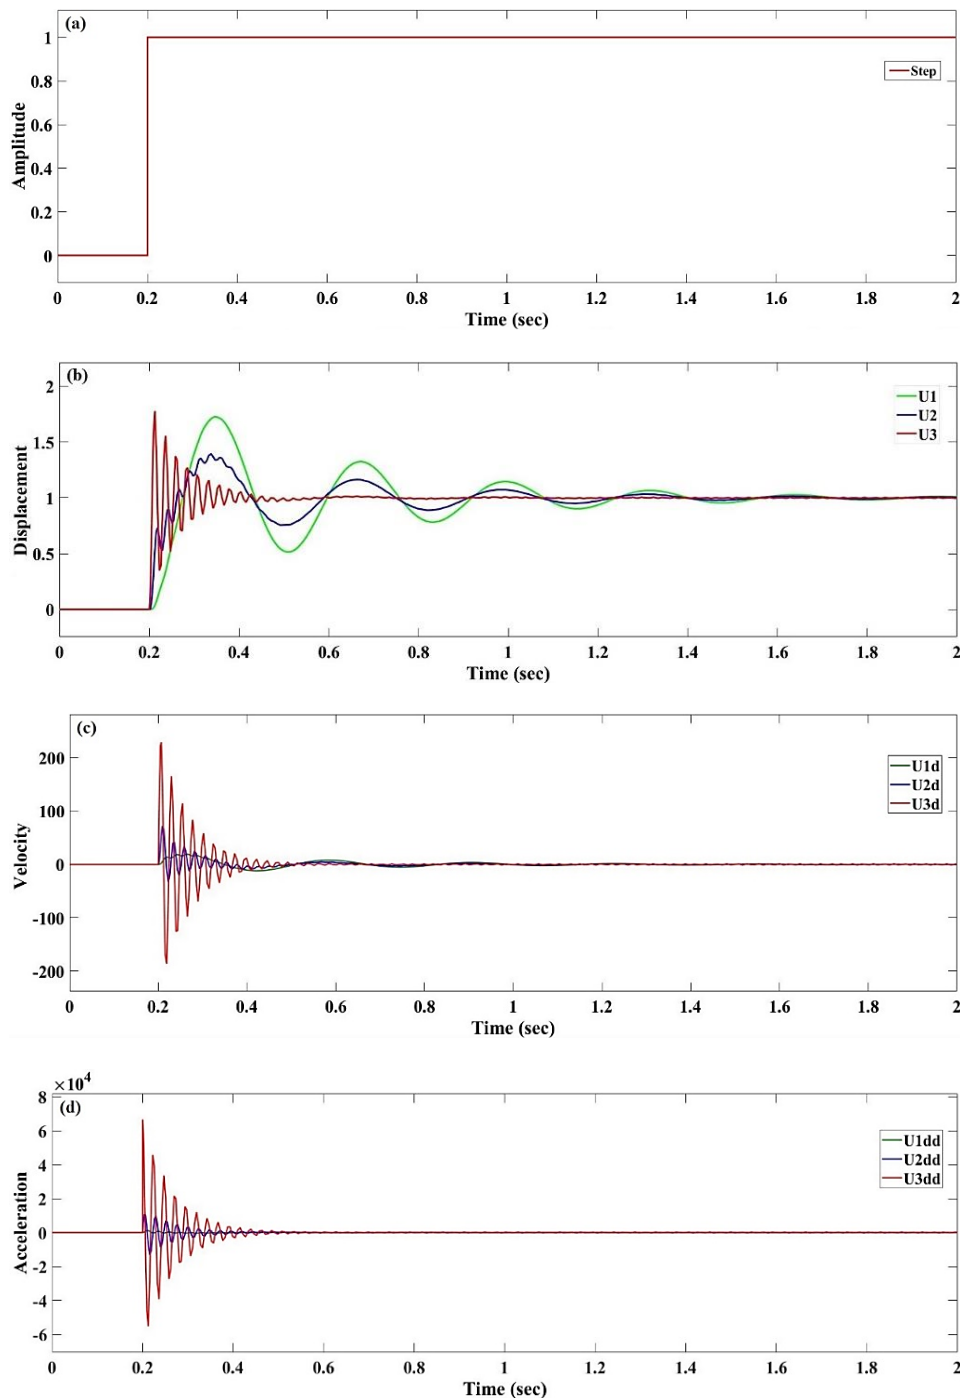 (a)
1
0.8
0.6
0.4
0.2
0
Amplitude
Step
0 0.2 0.4 0.6 0.8 1 1.2 1.4 1.6 1.8 2
Time (sec)
(b)
2
1.5
1
0.5
0
Displacement
U1
U2
U3
0 0.2 0.4 0.6 0.8 1 1.2 1.4 1.6 1.8 2
Time (sec)
(c)
200
100
0
-100
-200
Velocity
U1d
U2d
U3d
0 0.2 0.4 0.6 0.8 1 1.2 1.4 1.6 1.8 2
Time (sec)
×10⁴
(d)
8
6
4
2
0
-2
-4
-6
Acceleration
U1dd
U2dd
U3dd
0 0.2 0.4 0.6 0.8 1 1.2 1.4 1.6 1.8 2
Time (sec)